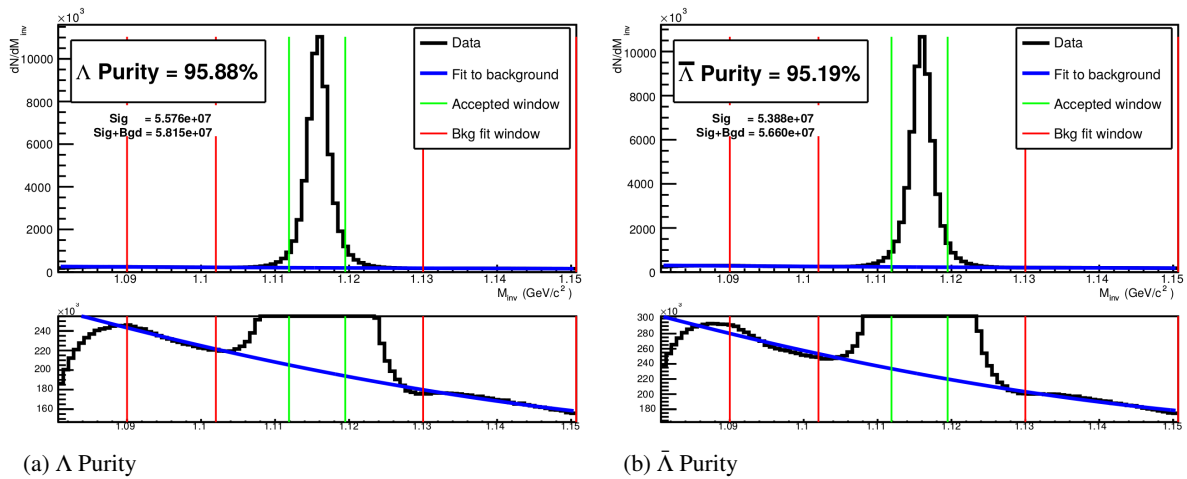 ×10³
dN/dM inv
10000
8000
6000
4000
2000
0
Λ Purity = 95.88%
Sig = 5.576e+07
Sig+Bgd = 5.815e+07
Data
Fit to background
Accepted window
Bkg fit window
1.09 1.1 1.11 1.12 1.13 1.14 1.15
M inv (GeV/c²)
×10³
240
220
200
180
160
1.09 1.1 1.11 1.12 1.13 1.14 1.15
(a) Λ Purity
×10³
dN/dM inv
10000
8000
6000
4000
2000
0
Λ̅ Purity = 95.19%
Sig = 5.388e+07
Sig+Bgd = 5.660e+07
Data
Fit to background
Accepted window
Bkg fit window
1.09 1.1 1.11 1.12 1.13 1.14 1.15
M inv (GeV/c²)
×10³
300
280
260
240
220
200
180
1.09 1.1 1.11 1.12 1.13 1.14 1.15
(b) Λ̄ Purity